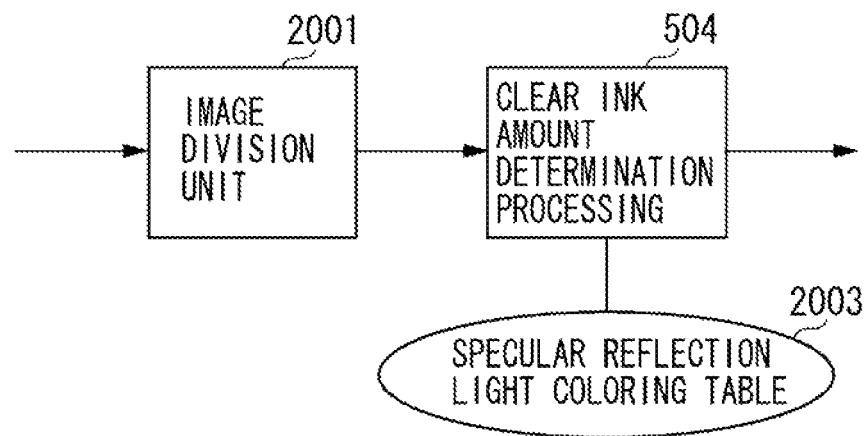 2001
IMAGE
DIVISION
UNIT
504
CLEAR INK
AMOUNT
DETERMINATION
PROCESSING
2003
SPECULAR REFLECTION
LIGHT COLORING TABLE